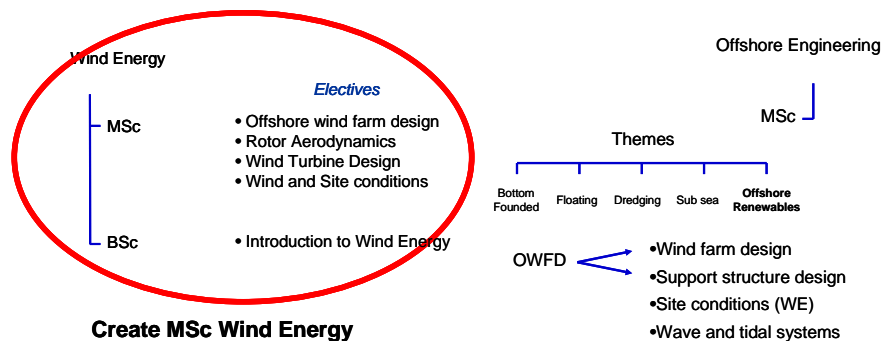 Wind Energy
Electives
MSc
• Offshore wind farm design
• Rotor Aerodynamics
• Wind Turbine Design
• Wind and Site conditions
BSc
• Introduction to Wind Energy
Create MSc Wind Energy
Offshore Engineering
MSc
Themes
Bottom
Founded
Floating
Dredging
Sub sea
Offshore
Renewables
OWFD
•Wind farm design
•Support structure design
•Site conditions (WE)
•Wave and tidal systems